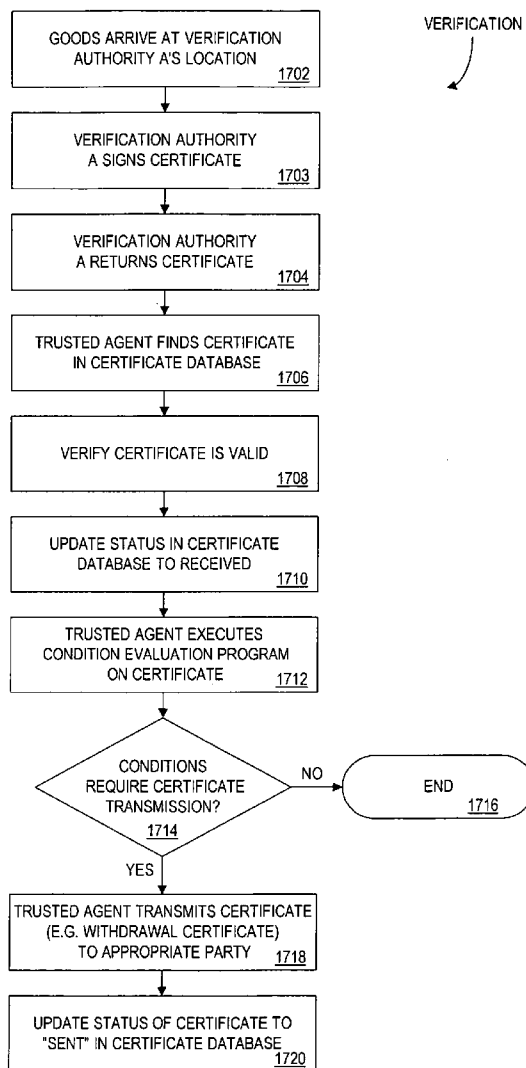 VERIFICATION
GOODS ARRIVE AT VERIFICATION
AUTHORITY A'S LOCATION
1702
VERIFICATION AUTHORITY
A SIGNS CERTIFICATE
1703
VERIFICATION AUTHORITY
A RETURNS CERTIFICATE
1704
TRUSTED AGENT FINDS CERTIFICATE
IN CERTIFICATE DATABASE
1706
VERIFY CERTIFICATE IS VALID
1708
UPDATE STATUS IN CERTIFICATE
DATABASE TO RECEIVED
1710
TRUSTED AGENT EXECUTES
CONDITION EVALUATION PROGRAM
ON CERTIFICATE
1712
CONDITIONS
REQUIRE CERTIFICATE
TRANSMISSION?
1714
NO
END
1716
YES
TRUSTED AGENT TRANSMITS CERTIFICATE
(E.G. WITHDRAWAL CERTIFICATE)
TO APPROPRIATE PARTY
1718
UPDATE STATUS OF CERTIFICATE TO
"SENT" IN CERTIFICATE DATABASE
1720